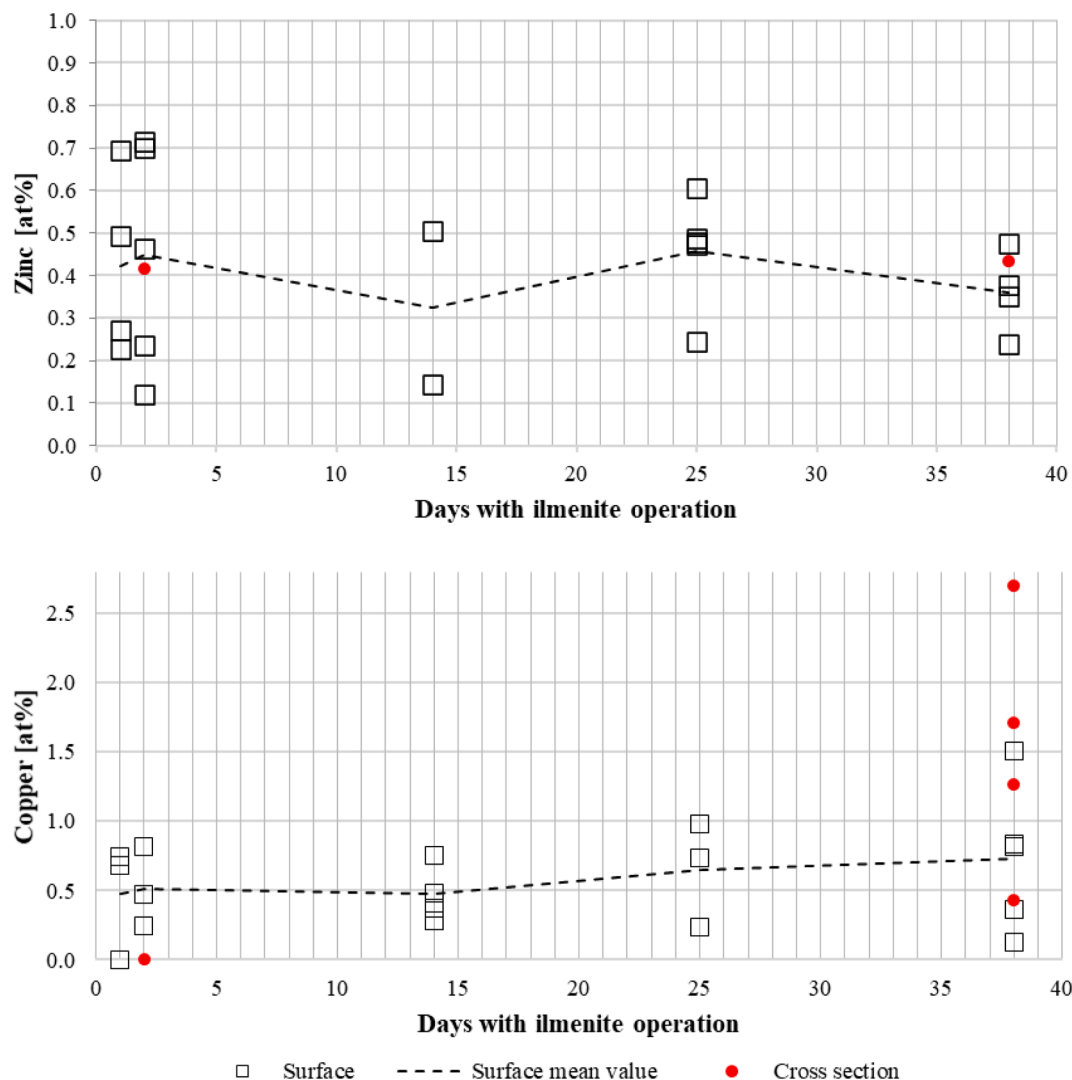 1.0
0.9
0.8
0.7
0.6
0.5
0.4
0.3
0.2
0.1
0.0
Zinc [at%]
0 5 10 15 20 25 30 35 40
Days with ilmenite operation
2.5
2.0
1.5
1.0
0.5
0.0
Copper [at%]
0 5 10 15 20 25 30 35 40
Days with ilmenite operation
Surface Surface mean value Cross section